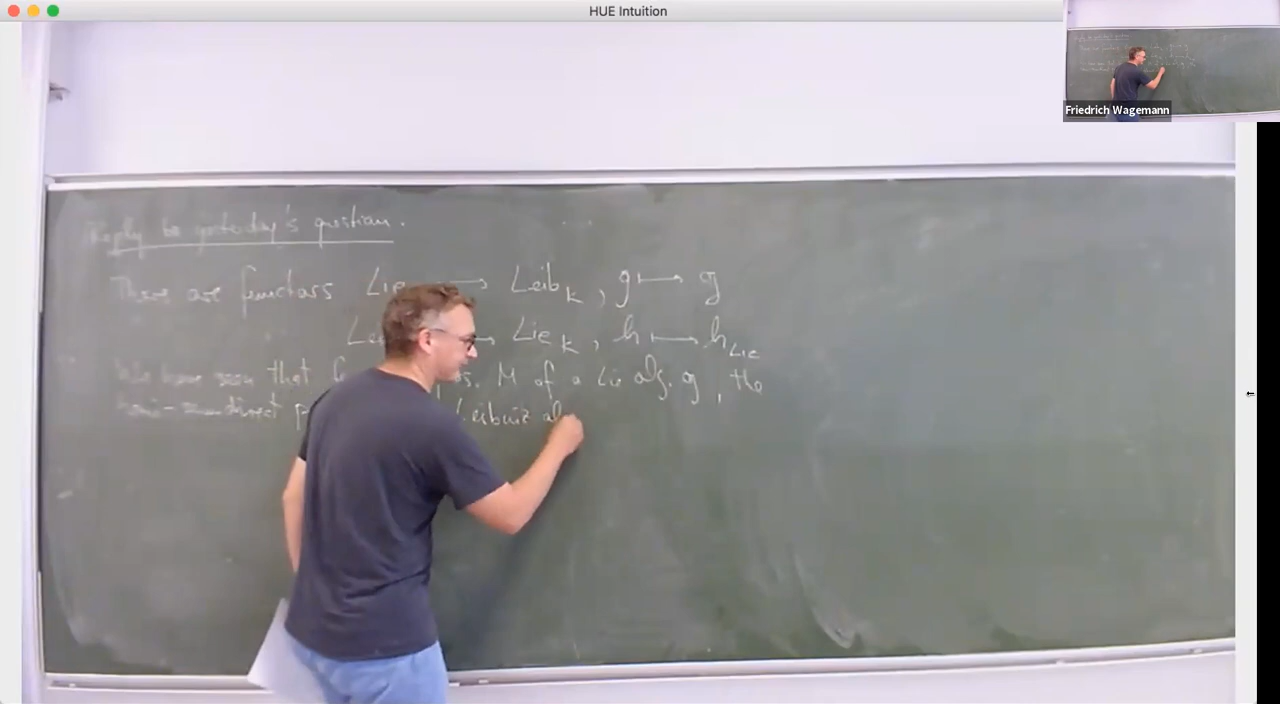 HUE Intuition
Friedrich Wagemann
Reply to yesterday's question.
There are functors Lie ⟶ Leib_k , g ⟼ g
Lie_k , h ⟼ h_Lie
We have seen that M of a Lie alg. g , the
hemi-semidirect Leibniz al